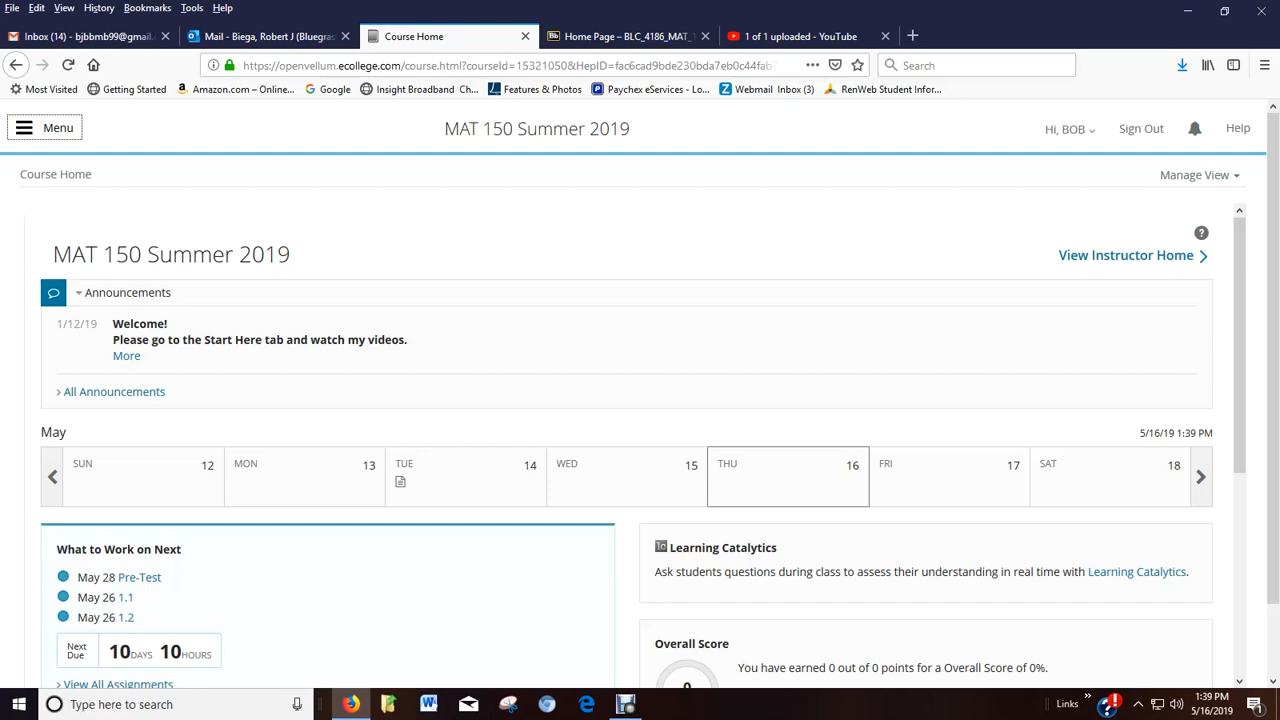 File Edit View History Bookmarks Tools Help
Inbox (14) - bjbbmb99@gmail. Mail - Biega, Robert J (Bluegras Course Home Home Page – BLC_4186_MAT_1 1 of 1 uploaded - YouTube
https://openvellum.ecollege.com/course.html?courseId=15321050&HepID=fac6cad9bde230bda7eb0c44fab7 Search
Most Visited Getting Started Amazon.com – Online... Google Insight Broadband Ch... Features & Photos Paychex eServices - Lo... Webmail Inbox (3) RenWeb Student Infor...
Menu MAT 150 Summer 2019 Hi, BOB Sign Out Help
Course Home Manage View
MAT 150 Summer 2019 View Instructor Home
Announcements
1/12/19 Welcome!
Please go to the Start Here tab and watch my videos.
More
All Announcements
May 5/16/19 1:39 PM
SUN 12 MON 13 TUE 14 WED 15 THU 16 FRI 17 SAT 18
What to Work on Next
May 28 Pre-Test
May 26 1.1
May 26 1.2
Next Due 10 DAYS 10 HOURS
View All Assignments
Learning Catalytics
Ask students questions during class to assess their understanding in real time with Learning Catalytics.
Overall Score
You have earned 0 out of 0 points for a Overall Score of 0%.
0
Type here to search Links 1:39 PM
5/16/2019